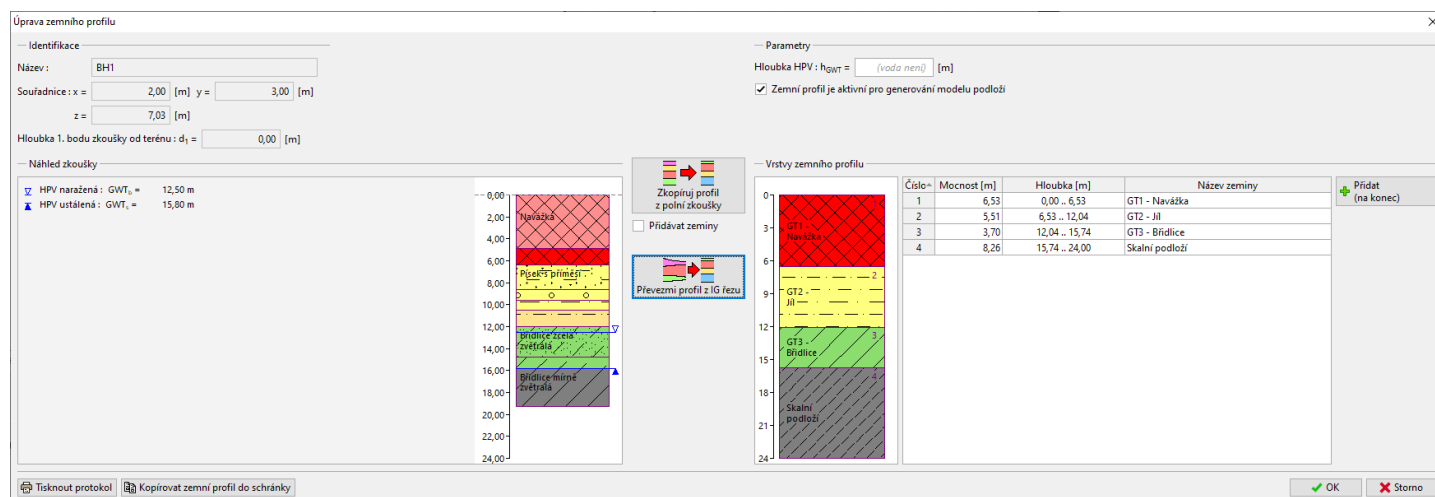 Úprava zemního profilu
Identifikace
Název : BH1
Souřadnice : x = 2,00 [m] y = 3,00 [m]
z = 7,03 [m]
Hloubka 1. bodu zkoušky od terénu : d1 = 0,00 [m]
Parametry
Hloubka HPV : hGWT = (voda není) [m]
Zemní profil je aktivní pro generování modelu podloží
Náhled zkoušky
HPV naražená : GWTb = 12,50 m
HPV ustálená : GWTs = 15,80 m
0,00
2,00
4,00
6,00
8,00
10,00
12,00
14,00
16,00
18,00
20,00
22,00
24,00
Navážka
Písek s příměsí
Břidlice zcela
zvětralá
Břidlice mírně
zvětralá
Zkopíruj profil
z polní zkoušky
Přidávat zeminy
Převezmi profil z IG řezu
Vrstvy zemního profilu
0
3
6
9
12
15
18
21
24
1
GT1 -
Navážka
2
GT2 -
Jíl
3
GT3 -
Břidlice
4
Skalní
podloží
Číslo Mocnost [m] Hloubka [m] Název zeminy
1 6,53 0,00 .. 6,53 GT1 - Navážka
2 5,51 6,53 .. 12,04 GT2 - Jíl
3 3,70 12,04 .. 15,74 GT3 - Břidlice
4 8,26 15,74 .. 24,00 Skalní podloží
Přidat
(na konec)
Tisknout protokol Kopírovat zemní profil do schránky OK Storno